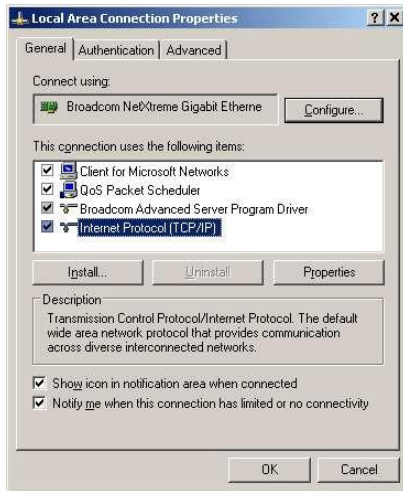 Local Area Connection Properties
General Authentication Advanced
Connect using:
Broadcom NetXtreme Gigabit Etherne Configure...
This connection uses the following items:
Client for Microsoft Networks
QoS Packet Scheduler
Broadcom Advanced Server Program Driver
Internet Protocol (TCP/IP)
Install... Uninstall Properties
Description
Transmission Control Protocol/Internet Protocol. The default
wide area network protocol that provides communication
across diverse interconnected networks.
Show icon in notification area when connected
Notify me when this connection has limited or no connectivity
OK Cancel